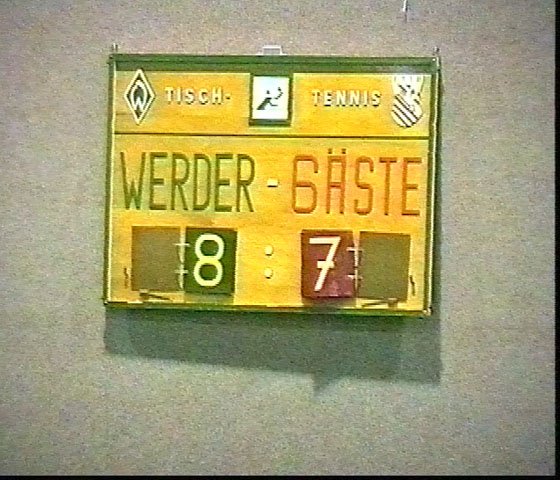 TISCH- TENNIS
WERDER - GÄSTE
8 : 7